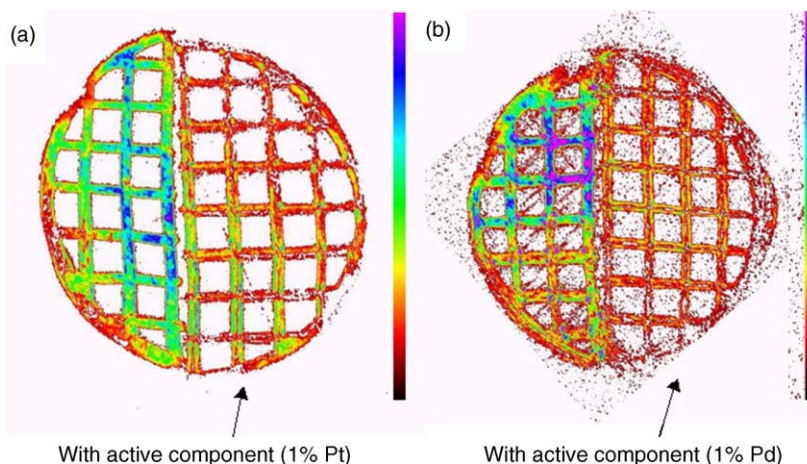 (a)
(b)
With active component (1% Pt)
With active component (1% Pd)